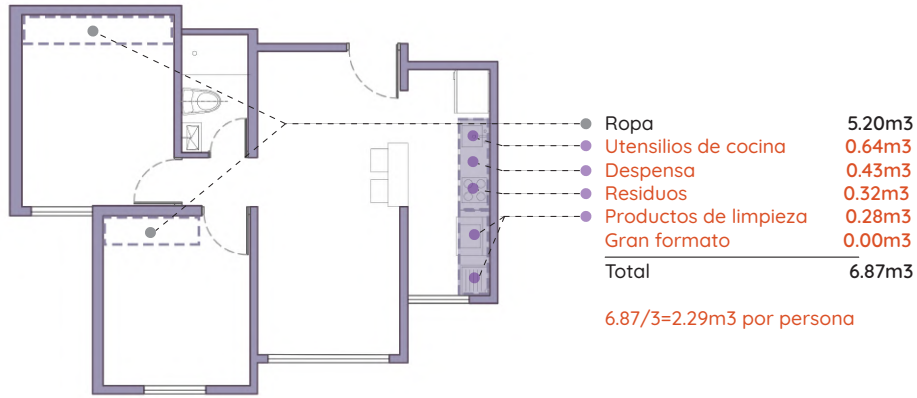 Ropa 5.20m3
Utensilios de cocina 0.64m3
Despensa 0.43m3
Residuos 0.32m3
Productos de limpieza 0.28m3
Gran formato 0.00m3
Total 6.87m3
6.87/3=2.29m3 por persona